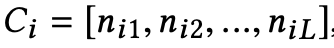 C_i = [n_{i1}, n_{i2}, ..., n_{iL}],